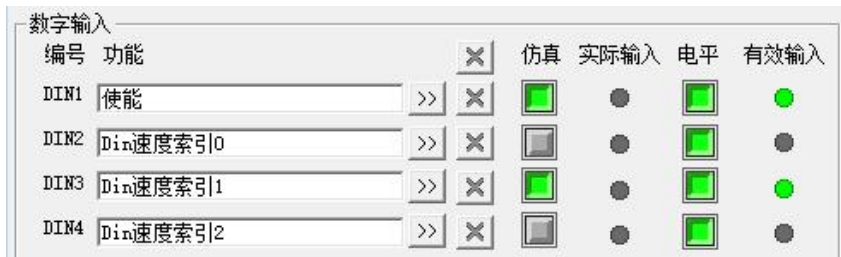 数字输入
编号 功能 仿真 实际输入 电平 有效输入
DIN1 使能 >>
DIN2 Din速度索引0 >>
DIN3 Din速度索引1 >>
DIN4 Din速度索引2 >>